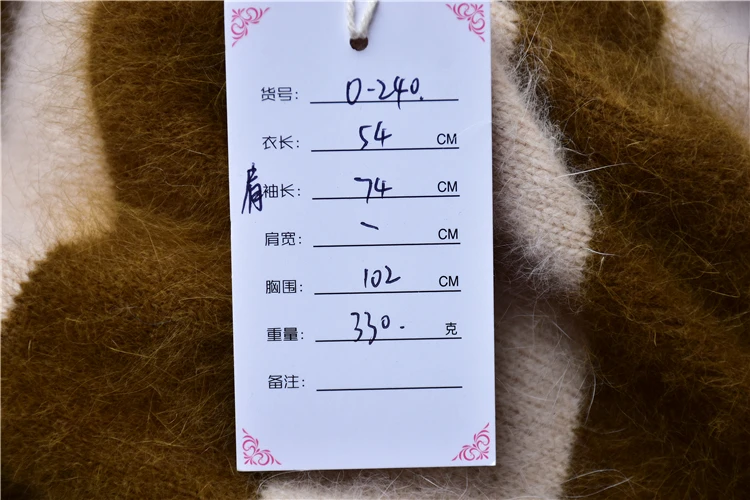 货号: 0-240.
衣长: 54 CM
肩袖长: 74 CM
肩宽: - CM
胸围: 102 CM
重量: 330. 克
备注: